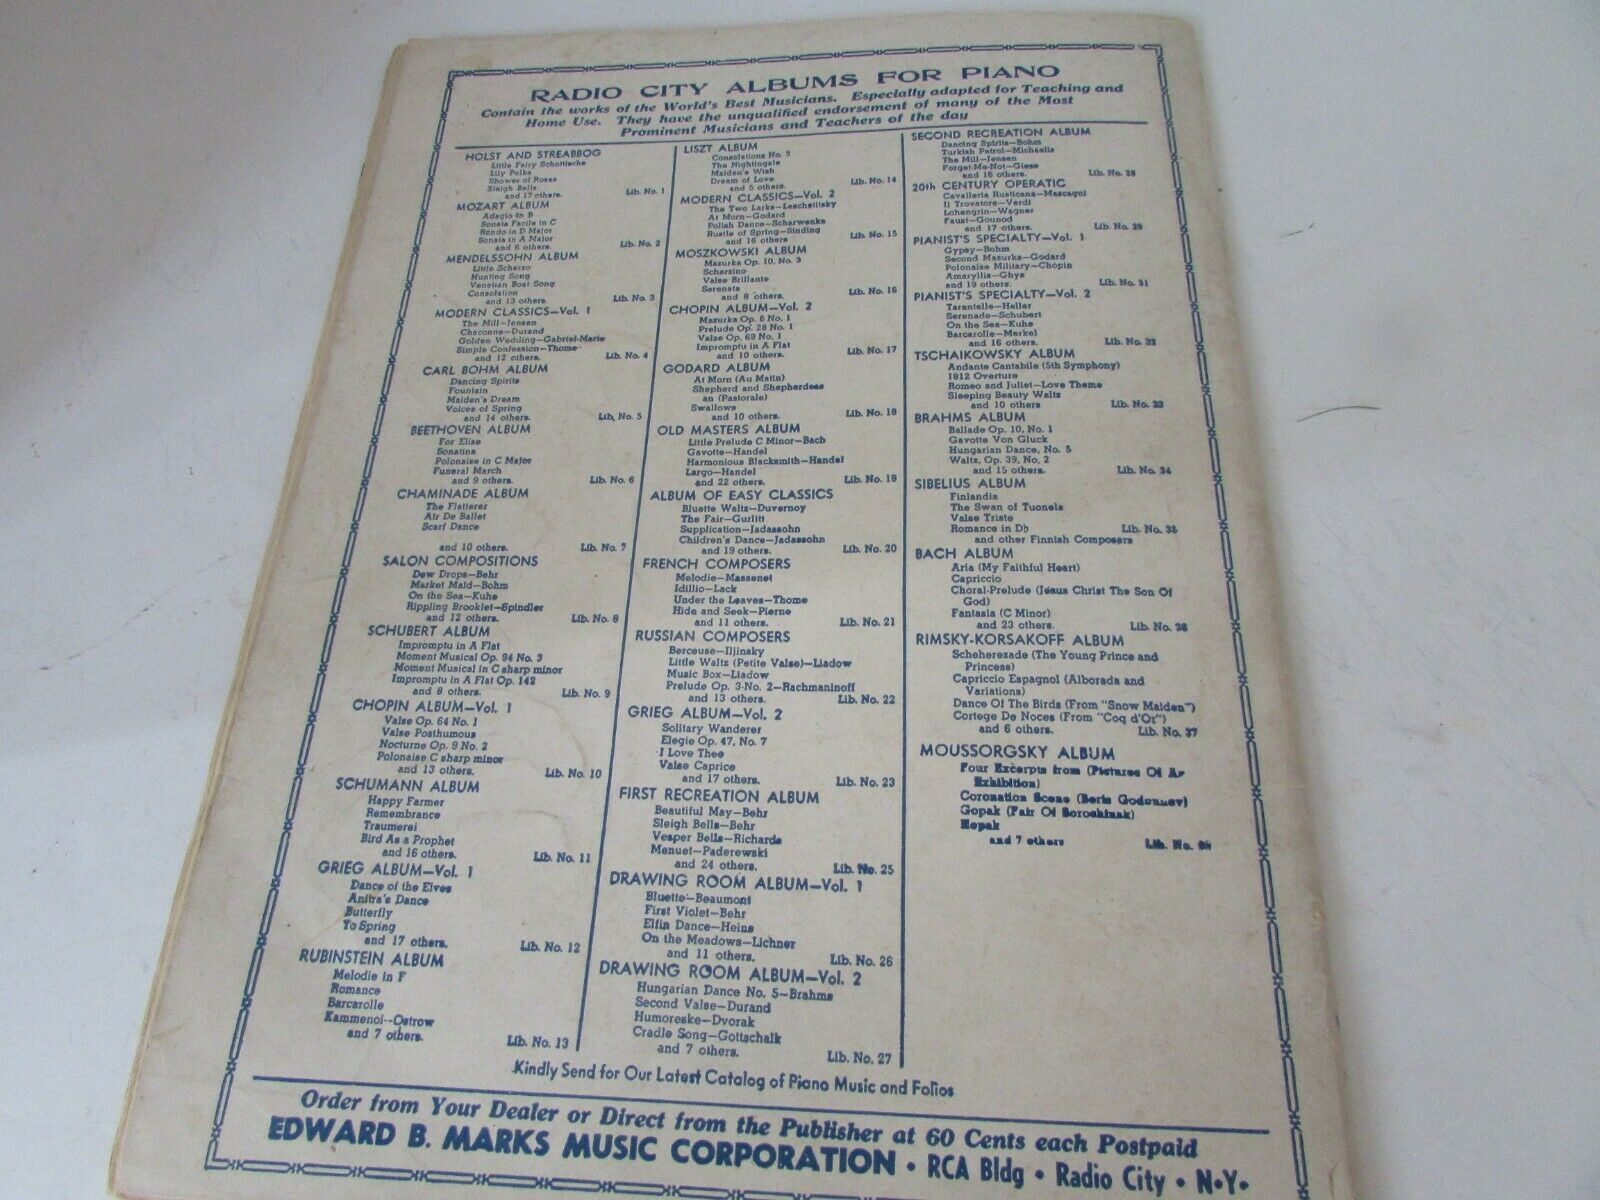 RADIO CITY ALBUMS FOR PIANO
Contain the works of the World's Best Musicians. Especially adapted for Teaching and
Home Use. They have the unqualified endorsement of many of the Most
Prominent Musicians and Teachers of the day
HOLST AND STREABBOG
Little Fairy Schottische
Lily Polka
Shower of Roses
Sleigh Bells
and 17 others. Lib. No. 1
MOZART ALBUM
Adagio in B
Sonata Facile in C
Rondo in D Major
Sonata in A Major
and 6 others. Lib. No. 2
MENDELSSOHN ALBUM
Little Scherzo
Hunting Song
Venetian Boat Song
Consolation
and 13 others. Lib. No. 3
MODERN CLASSICS—Vol. 1
The Mill—Jensen
Chaconne—Durand
Golden Wedding—Gabriel-Marie
Simple Confession—Thome
and 12 others. Lib. No. 4
CARL BOHM ALBUM
Dancing Spirits
Fountain
Maiden's Dream
Voices of Spring
and 14 others. Lib. No. 5
BEETHOVEN ALBUM
For Elise
Sonatina
Polonaise in C Major
Funeral March
and 9 others. Lib. No. 6
CHAMINADE ALBUM
The Flatterer
Air De Ballet
Scarf Dance
and 10 others. Lib. No. 7
SALON COMPOSITIONS
Dew Drops—Behr
Market Maid—Bohm
On the Sea—Kuhe
Rippling Brooklet—Spindler
and 12 others. Lib. No. 8
SCHUBERT ALBUM
Impromptu in A Flat
Moment Musical Op. 94 No. 3
Moment Musical in C sharp minor
Impromptu in A Flat Op. 142
and 8 others. Lib. No. 9
CHOPIN ALBUM—Vol. 1
Valse Op. 64 No. 1
Valse Posthumous
Nocturne Op. 9 No. 2
Polonaise C sharp minor
and 13 others. Lib. No. 10
SCHUMANN ALBUM
Happy Farmer
Remembrance
Traumerei
Bird As a Prophet
and 16 others. Lib. No. 11
GRIEG ALBUM—Vol. 1
Dance of the Elves
Anitra's Dance
Butterfly
To Spring
and 17 others. Lib. No. 12
RUBINSTEIN ALBUM
Melodie in F
Romance
Barcarolle
Kammenoi—Ostrow
and 7 others. Lib. No. 13
LISZT ALBUM
Consolations No. 5
The Nightingale
Maiden's Wish
Dream of Love
and 5 others. Lib. No. 14
MODERN CLASSICS—Vol. 2
The Two Larks—Leschetitsky
At Morn—Godard
Polish Dance—Scharwenka
Rustle of Spring—Sinding
and 16 others Lib. No. 15
MOSZKOWSKI ALBUM
Mazurka Op. 10, No. 3
Scherzino
Valse Brillante
Serenata
and 8 others. Lib. No. 16
CHOPIN ALBUM—Vol. 2
Mazurka Op. 6 No. 1
Prelude Op. 28 No. 1
Valse Op. 69 No. 1
Impromptu in A Flat
and 10 others. Lib. No. 17
GODARD ALBUM
At Morn (Au Matin)
Shepherd and Shepherdess
an (Pastorale)
Swallows
and 10 others. Lib. No. 18
OLD MASTERS ALBUM
Little Prelude C Minor—Bach
Gavotte—Handel
Harmonious Blacksmith—Handel
Largo—Handel
and 22 others. Lib. No. 19
ALBUM OF EASY CLASSICS
Bluette Waltz—Duvernoy
The Fair—Gurlitt
Supplication—Jadassohn
Children's Dance—Jadassohn
and 19 others. Lib. No. 20
FRENCH COMPOSERS
Melodie—Massenet
Idillio—Lack
Under the Leaves—Thome
Hide and Seek—Pierne
and 11 others. Lib. No. 21
RUSSIAN COMPOSERS
Berceuse—Iljinsky
Little Waltz (Petite Valse)—Liadow
Music Box—Liadow
Prelude Op. 3-No. 2—Rachmaninoff
and 13 others. Lib. No. 22
GRIEG ALBUM—Vol. 2
Solitary Wanderer
Elegie Op. 47, No. 7
I Love Thee
Valse Caprice
and 17 others. Lib. No. 23
FIRST RECREATION ALBUM
Beautiful May—Behr
Sleigh Bells—Behr
Vesper Bells—Richards
Menuet—Paderewski
and 24 others. Lib. No. 25
DRAWING ROOM ALBUM—Vol. 1
Bluette—Beaumont
First Violet—Behr
Elfin Dance—Heins
On the Meadows—Lichner
and 11 others. Lib. No. 26
DRAWING ROOM ALBUM—Vol. 2
Hungarian Dance No. 5—Brahms
Second Valse—Durand
Humoreske—Dvorak
Cradle Song—Gottschalk
and 7 others. Lib. No. 27
SECOND RECREATION ALBUM
Dancing Spirits—Bohm
Turkish Patrol—Michaelis
The Mill—Jensen
Forget-Me-Not—Giese
and 16 others. Lib. No. 28
20th CENTURY OPERATIC
Cavalleria Rusticana—Mascagni
Il Trovatore—Verdi
Lohengrin—Wagner
Faust—Gounod
and 17 others. Lib. No. 29
PIANIST'S SPECIALTY—Vol. 1
Gypsy—Bohm
Second Mazurka—Godard
Polonaise Military—Chopin
Amaryllis—Ghys
and 19 others. Lib. No. 31
PIANIST'S SPECIALTY—Vol. 2
Tarantelle—Heller
Serenade—Schubert
On the Sea—Kuhe
Barcarolle—Merkel
and 16 others. Lib. No. 32
TSCHAIKOWSKY ALBUM
Andante Cantabile (5th Symphony)
1812 Overture
Romeo and Juliet—Love Theme
Sleeping Beauty Waltz
and 10 others Lib. No. 33
BRAHMS ALBUM
Ballade Op. 10, No. 1
Gavotte Von Gluck
Hungarian Dance, No. 5
Waltz, Op. 39, No. 2
and 15 others. Lib. No. 34
SIBELIUS ALBUM
Finlandia
The Swan of Tuonela
Valse Triste
Romance in D♭ Lib. No. 35
and other Finnish Composers
BACH ALBUM
Aria (My Faithful Heart)
Capriccio
Choral-Prelude (Jesus Christ The Son Of
God)
Fantasia (C Minor)
and 23 others. Lib. No. 36
RIMSKY-KORSAKOFF ALBUM
Scheherezade (The Young Prince and
Princess)
Capriccio Espagnol (Alborada and
Variations)
Dance Of The Birds (From "Snow Maiden")
Cortege De Noces (From "Coq d'Or")
and 6 others. Lib. No. 37
MOUSSORGSKY ALBUM
Four Excerpts from (Pictures Of An
Exhibition)
Coronation Scene (Boris Godounov)
Gopak (Fair Of Soroshinsk)
Hopak
and 7 others Lib. No.
Kindly Send for Our Latest Catalog of Piano Music and Folios
Order from Your Dealer or Direct from the Publisher at 60 Cents each Postpaid
EDWARD B. MARKS MUSIC CORPORATION • RCA Bldg • Radio City • N•Y•